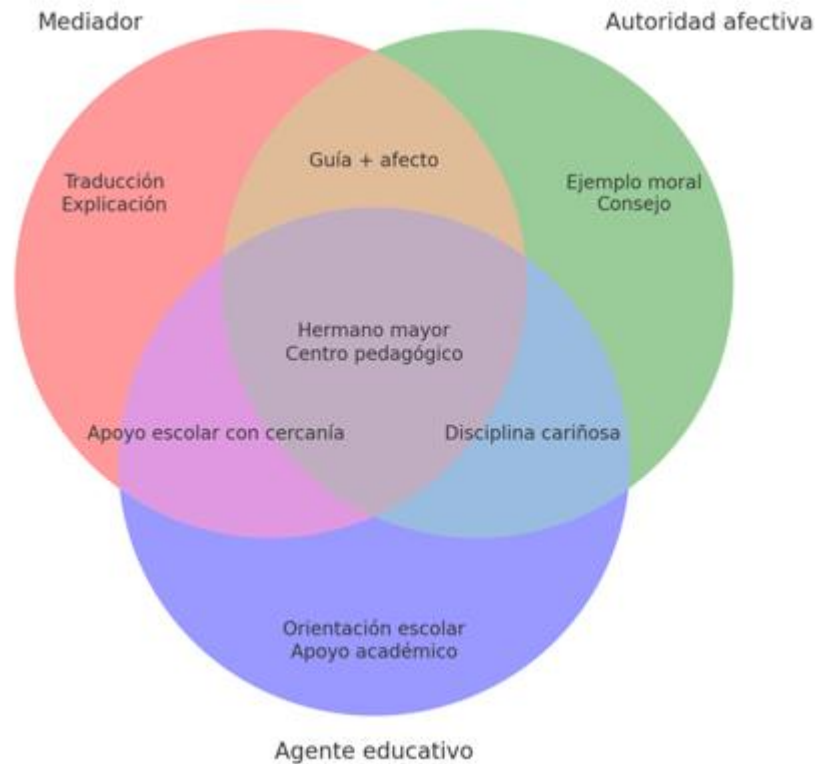 Mediador
Autoridad afectiva
Guía + afecto
Traducción
Explicación
Ejemplo moral
Consejo
Hermano mayor
Centro pedagógico
Apoyo escolar con cercanía
Disciplina cariñosa
Orientación escolar
Apoyo académico
Agente educativo